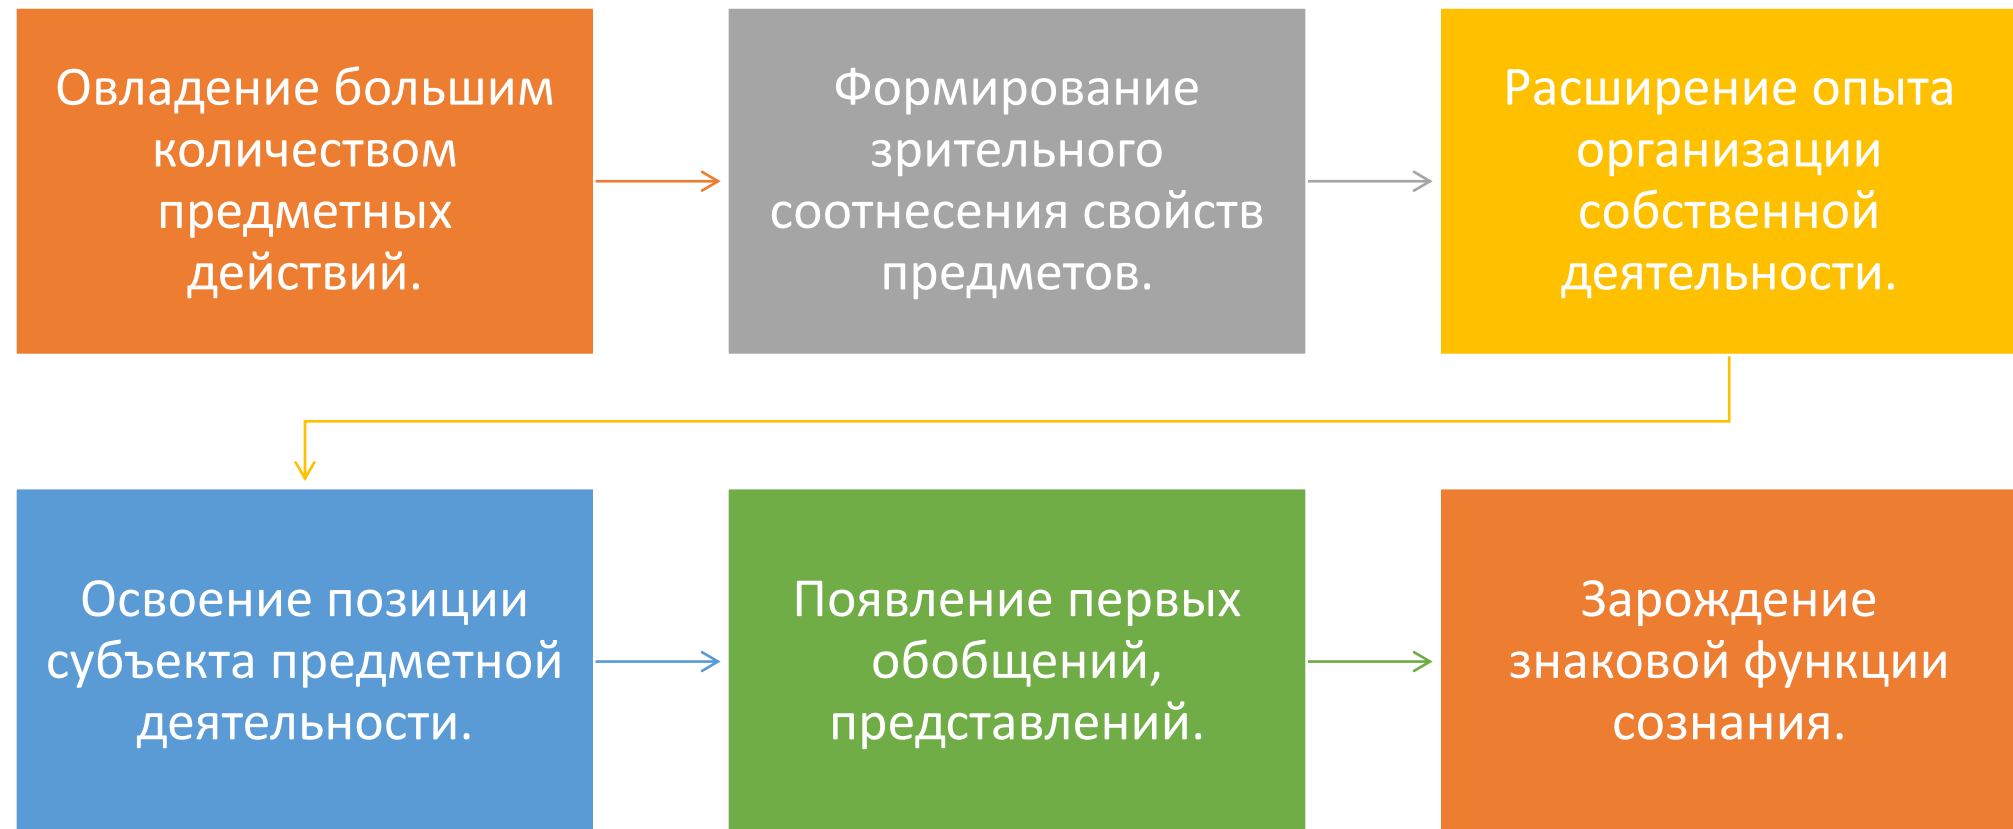 Овладение большим
количеством
предметных
действий.
Формирование
зрительного
соотнесения свойств
предметов.
Расширение опыта
организации
собственной
деятельности.
Освоение позиции
субъекта предметной
деятельности.
Появление первых
обобщений,
представлений.
Зарождение
знаковой функции
сознания.